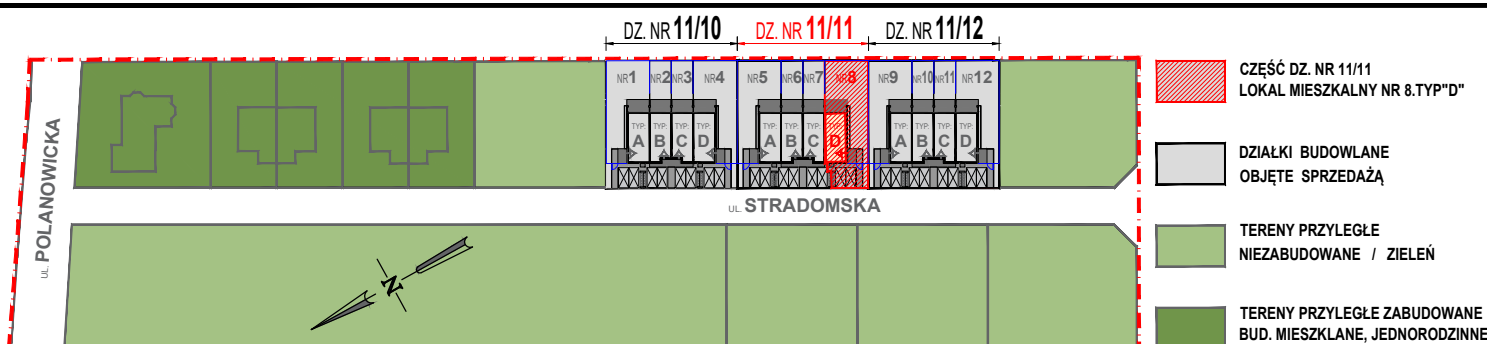 DZ. NR 11/10 DZ. NR 11/11 DZ. NR 11/12
NR1 NR2 NR3 NR4 NR5 NR6 NR7 NR8 NR9 NR10 NR11 NR12
TYP: TYP: TYP: TYP: TYP: TYP: TYP: TYP: TYP: TYP: TYP: TYP:
A B C D A B C D A B C D
UL. STRADOMSKA
UL. POLANOWICKA
N
CZĘŚĆ DZ. NR 11/11
LOKAL MIESZKALNY NR 8.TYP"D"
DZIAŁKI BUDOWLANE
OBJĘTE SPRZEDAŻĄ
TERENY PRZYLEGŁE
NIEZABUDOWANE / ZIELEŃ
TERENY PRZYLEGŁE ZABUDOWANE
BUD. MIESZKLANE, JEDNORODZINNE